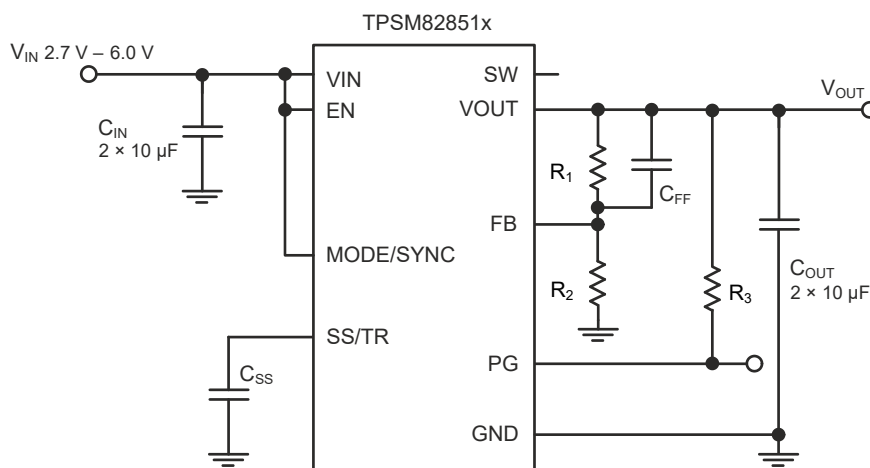 TPSM82851x
V_IN 2.7 V – 6.0 V
VIN
SW
V_OUT
EN
VOUT
C_IN
2 × 10 µF
R_1
C_FF
FB
MODE/SYNC
R_2
R_3
C_OUT
2 × 10 µF
SS/TR
PG
C_SS
GND